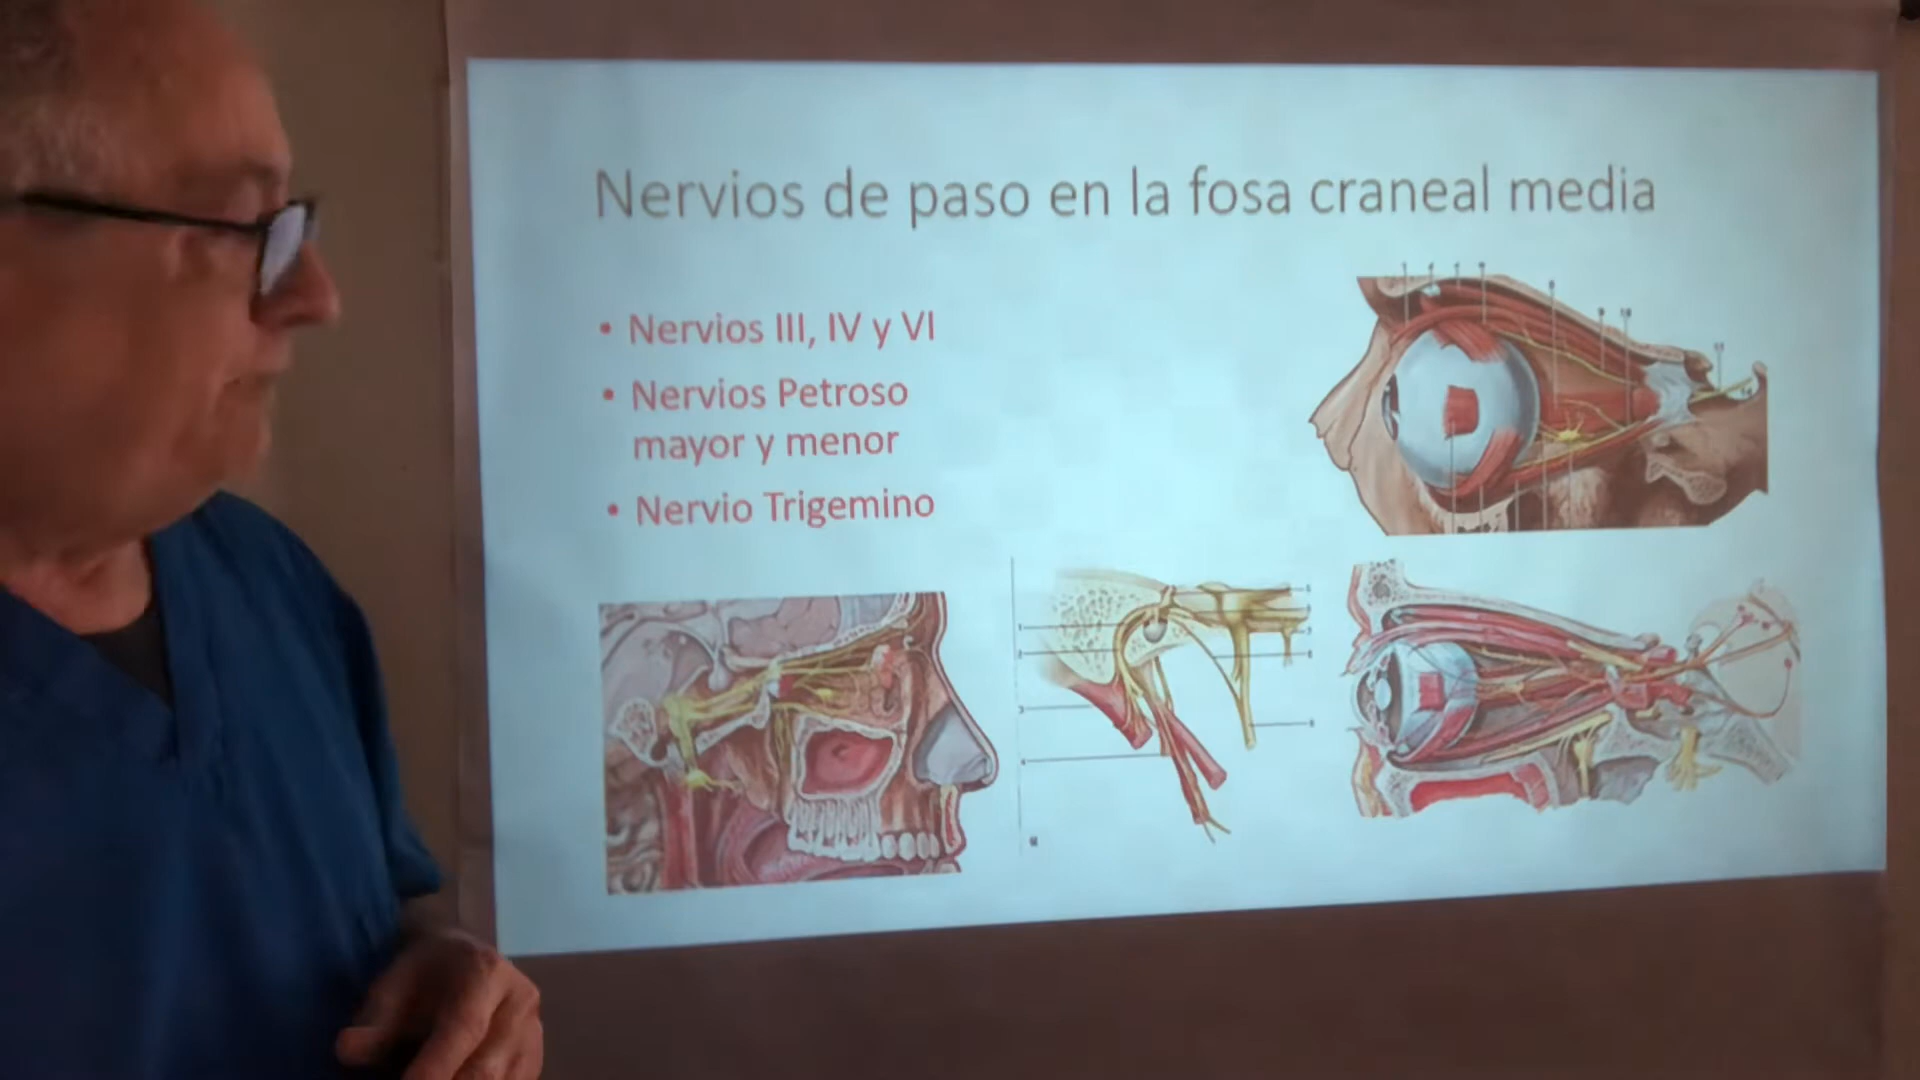 Nervios de paso en la fosa craneal media
• Nervios III, IV y VI
• Nervios Petroso
mayor y menor
• Nervio Trigemino